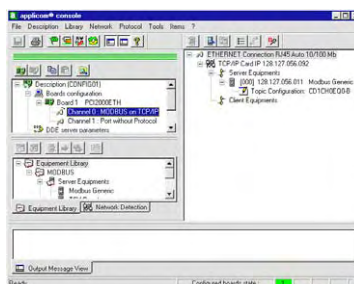 applicom® console
File Description Library Network Protocol Tools Items ?
Description (CONFIG01)
Boards configuration
Board 1 PCI2000ETH
Channel 0 : MODBUS on TCP/IP
Channel 1 : Port without Protocol
DDE server parameters
Equipment Library
MODBUS
Server Equipments
Modbus Generic
Equipment Library
Network Detection
ETHERNET Connection RJ45 Auto 10/100 Mb
TCP/IP Card IP 128.127.056.092
Server Equipments
[000] 128.127.056.011 Modbus Generic
Topic Configuration: CD1CH0EQ0-B
Client Equipments
Output Message View
Ready
Configured boards state :